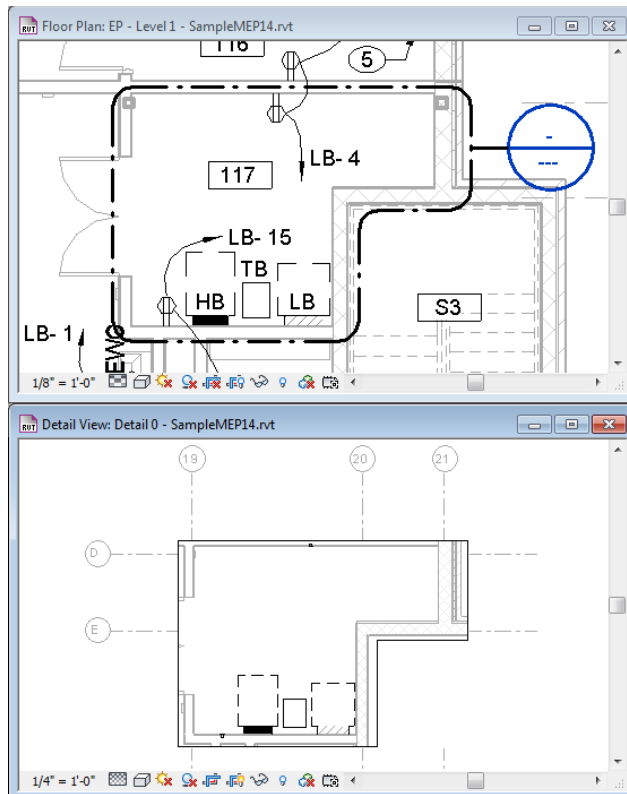 RVT Floor Plan: EP - Level 1 - SampleMEP14.rvt
116
5
-
---
LB- 4
117
LB- 15
TB
HB
LB
S3
LB- 1
EWC
1/8" = 1'-0"
RVT Detail View: Detail 0 - SampleMEP14.rvt
19
20
21
D
E
1/4" = 1'-0"